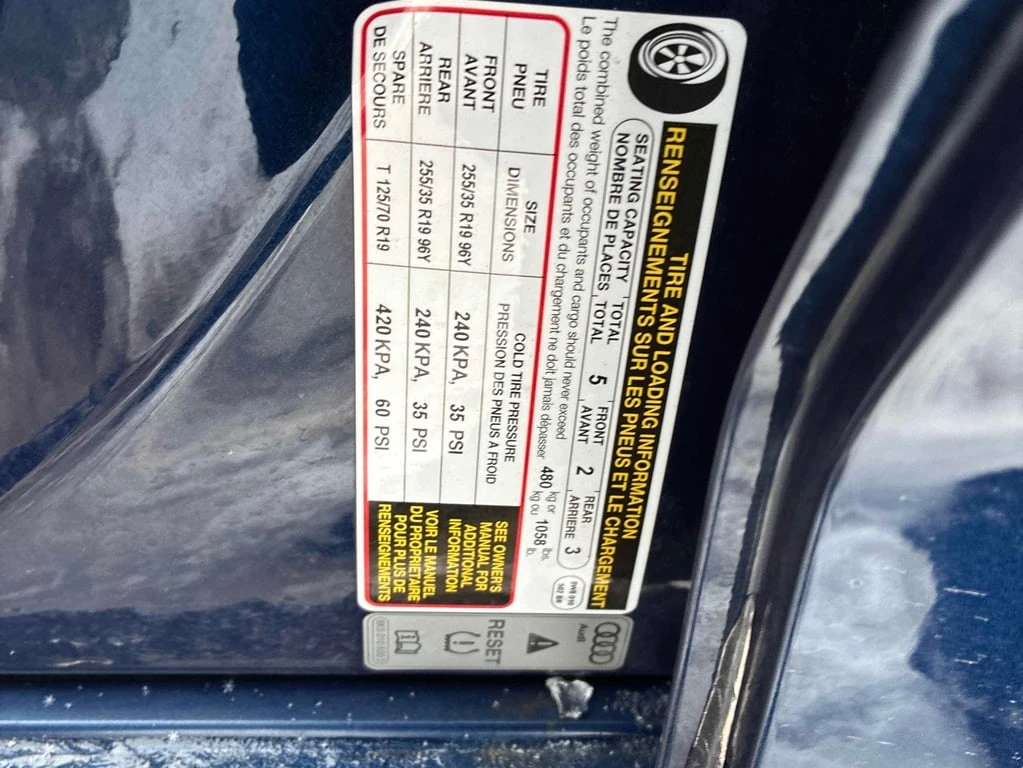 TIRE AND LOADING INFORMATION
RENSEIGNEMENTS SUR LES PNEUS ET LE CHARGEMENT
SEATING CAPACITY TOTAL 5 FRONT 2 REAR 3
NOMBRE DE PLACES TOTAL AVANT ARRIERE
The combined weight of occupants and cargo should never exceed 480 kg or 1058 lbs.
Le poids total des occupants et du chargement ne doit jamais dépasser kg ou lb.
TIRE SIZE COLD TIRE PRESSURE
PNEU DIMENSIONS PRESSION DES PNEUS A FROID
FRONT 255/35 R19 96Y 240 KPA, 35 PSI
AVANT
REAR 255/35 R19 96Y 240 KPA, 35 PSI
ARRIERE
SPARE T 125/70 R19 420 KPA, 60 PSI
DE SECOURS
SEE OWNER'S
MANUAL FOR
ADDITIONAL
INFORMATION
VOIR LE MANUEL
DU PROPRIETAIRE
POUR PLUS DE
RENSEIGNEMENTS
Audi
RESET